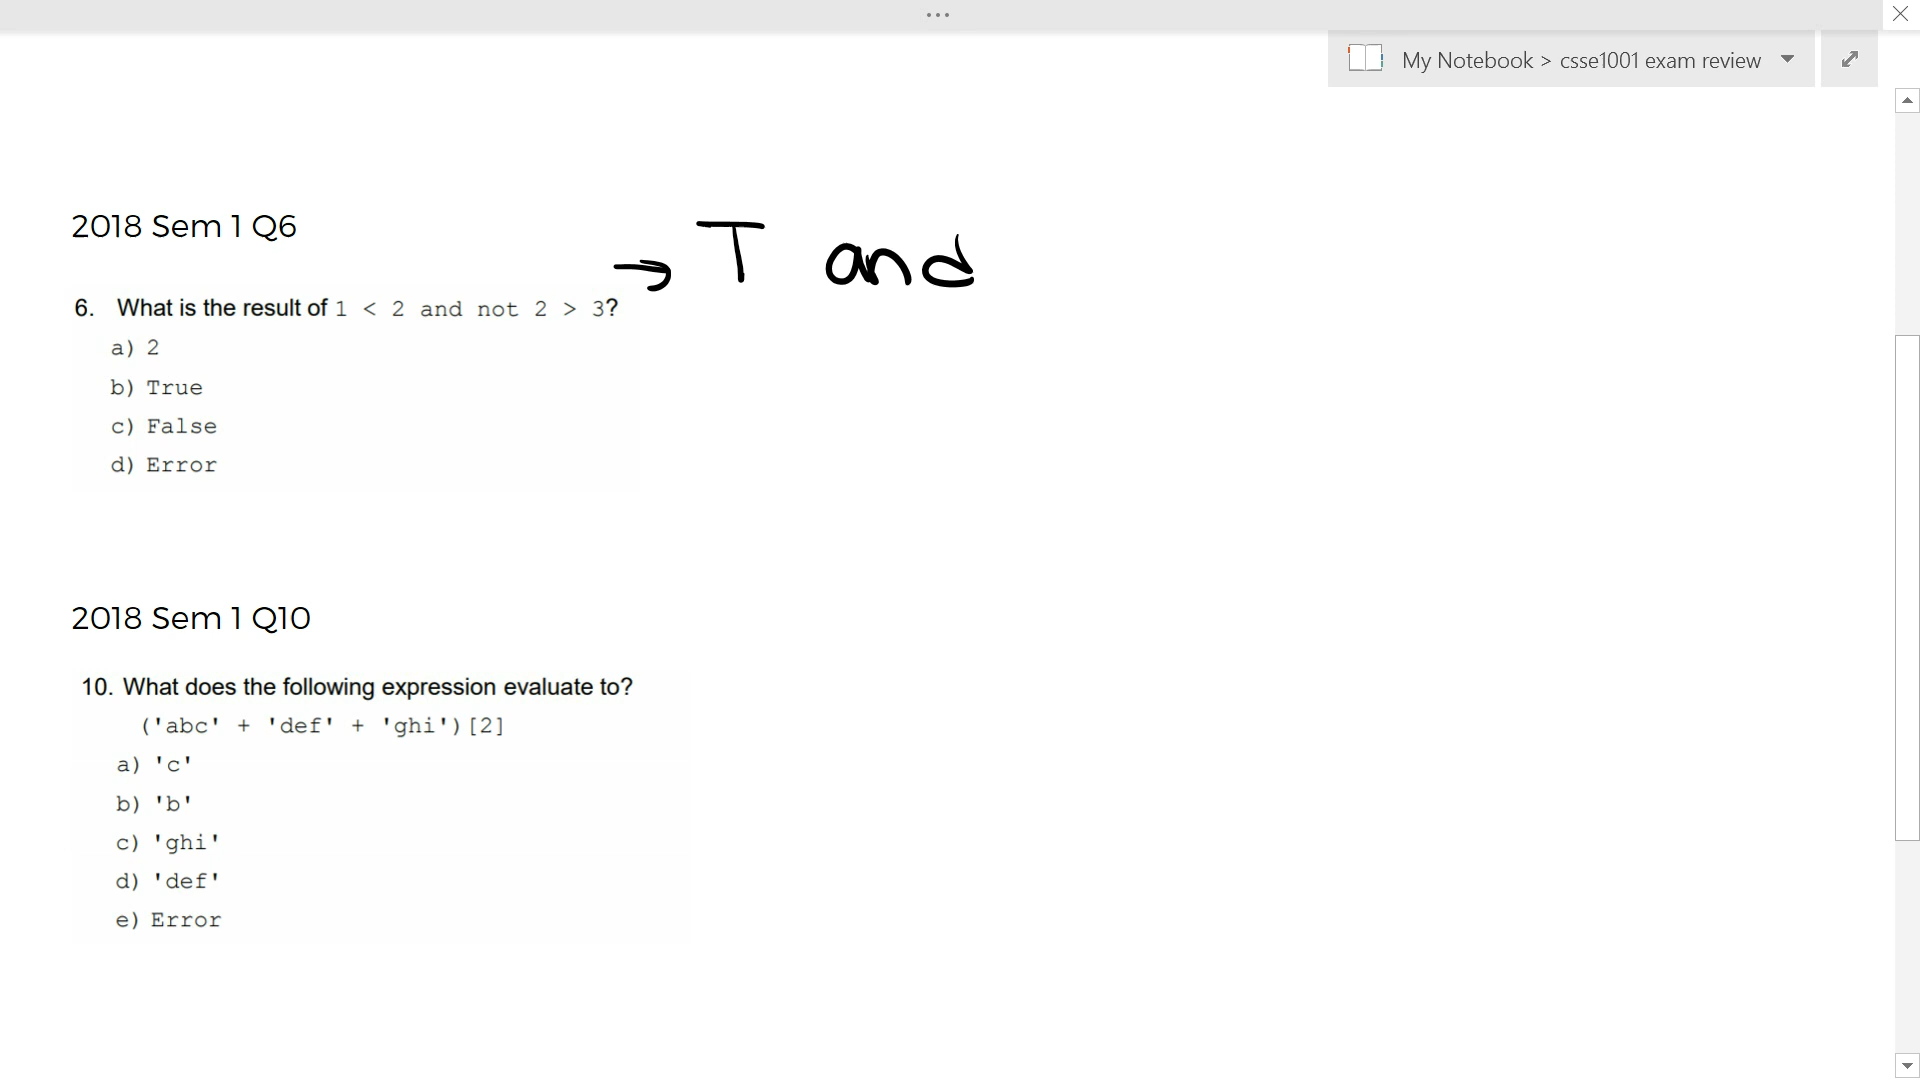 My Notebook > csse1001 exam review
2018 Sem 1 Q6
→ T and
6. What is the result of 1 < 2 and not 2 > 3?
a) 2
b) True
c) False
d) Error
2018 Sem 1 Q10
10. What does the following expression evaluate to?
('abc' + 'def' + 'ghi')[2]
a) 'c'
b) 'b'
c) 'ghi'
d) 'def'
e) Error